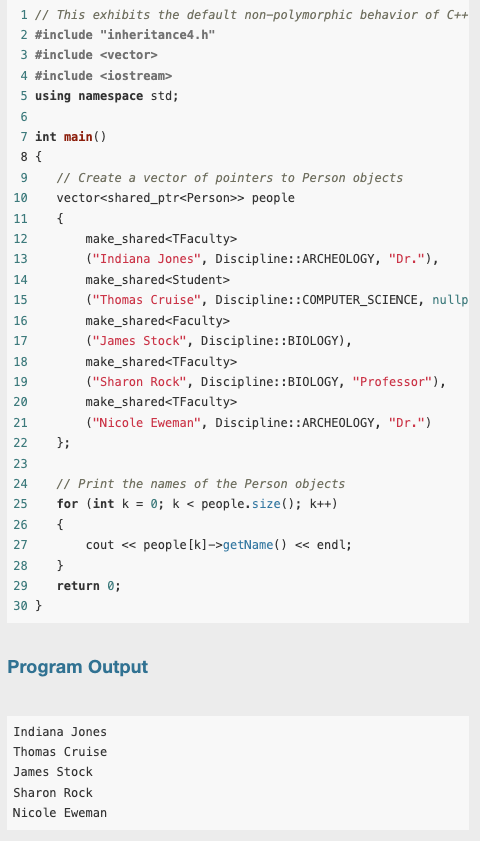 1 // This exhibits the default non-polymorphic behavior of C++
2 #include "inheritance4.h"
3 #include <vector>
4 #include <iostream>
5 using namespace std;
6
7 int main()
8 {
9 // Create a vector of pointers to Person objects
10 vector<shared_ptr<Person>> people
11 {
12 make_shared<TFaculty>
13 ("Indiana Jones", Discipline::ARCHEOLOGY, "Dr."),
14 make_shared<Student>
15 ("Thomas Cruise", Discipline::COMPUTER_SCIENCE, nullp
16 make_shared<Faculty>
17 ("James Stock", Discipline::BIOLOGY),
18 make_shared<TFaculty>
19 ("Sharon Rock", Discipline::BIOLOGY, "Professor"),
20 make_shared<TFaculty>
21 ("Nicole Eweman", Discipline::ARCHEOLOGY, "Dr.")
22 };
23
24 // Print the names of the Person objects
25 for (int k = 0; k < people.size(); k++)
26 {
27 cout << people[k]->getName() << endl;
28 }
29 return 0;
30 }
Program Output
Indiana Jones
Thomas Cruise
James Stock
Sharon Rock
Nicole Eweman